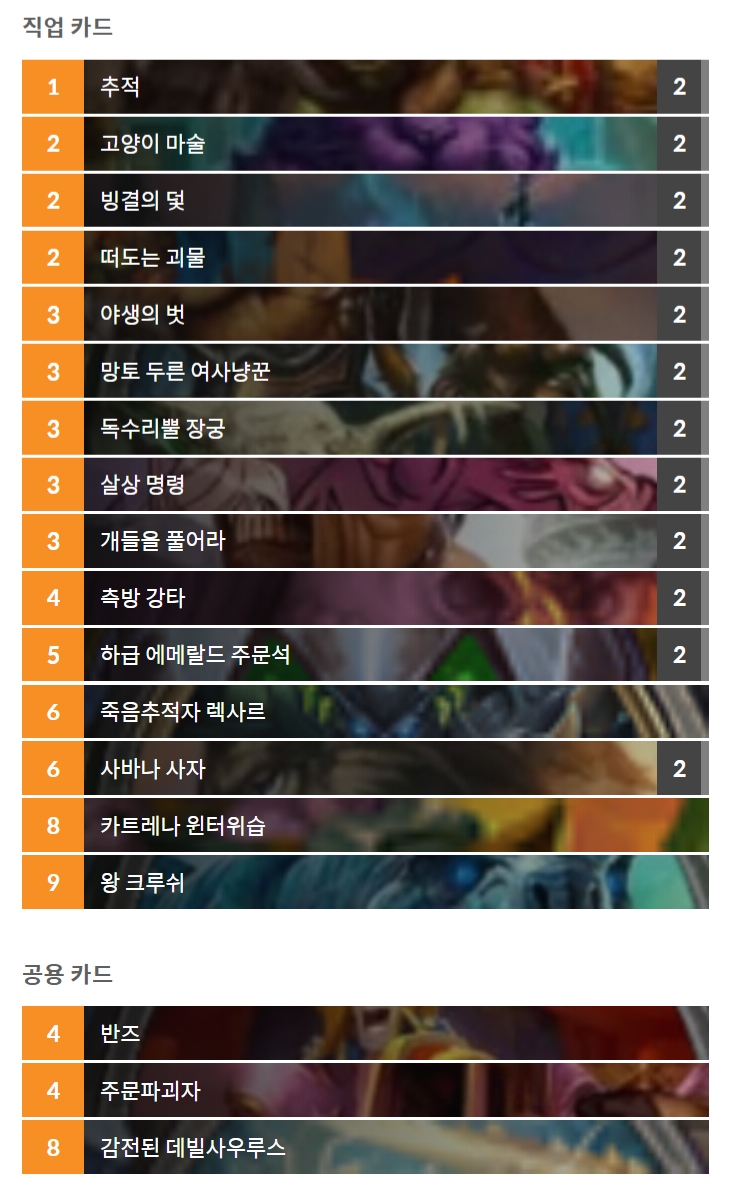 직업 카드
1 추적 2
2 고양이 마술 2
2 빙결의 덫 2
2 떠도는 괴물 2
3 야생의 벗 2
3 망토 두른 여사냥꾼 2
3 독수리뿔 장궁 2
3 살상 명령 2
3 개들을 풀어라 2
4 측방 강타 2
5 하급 에메랄드 주문석 2
6 죽음추적자 렉사르
6 사바나 사자 2
8 카트레나 윈터위습
9 왕 크루쉬
공용 카드
4 반즈
4 주문파괴자
8 감전된 데빌사우루스